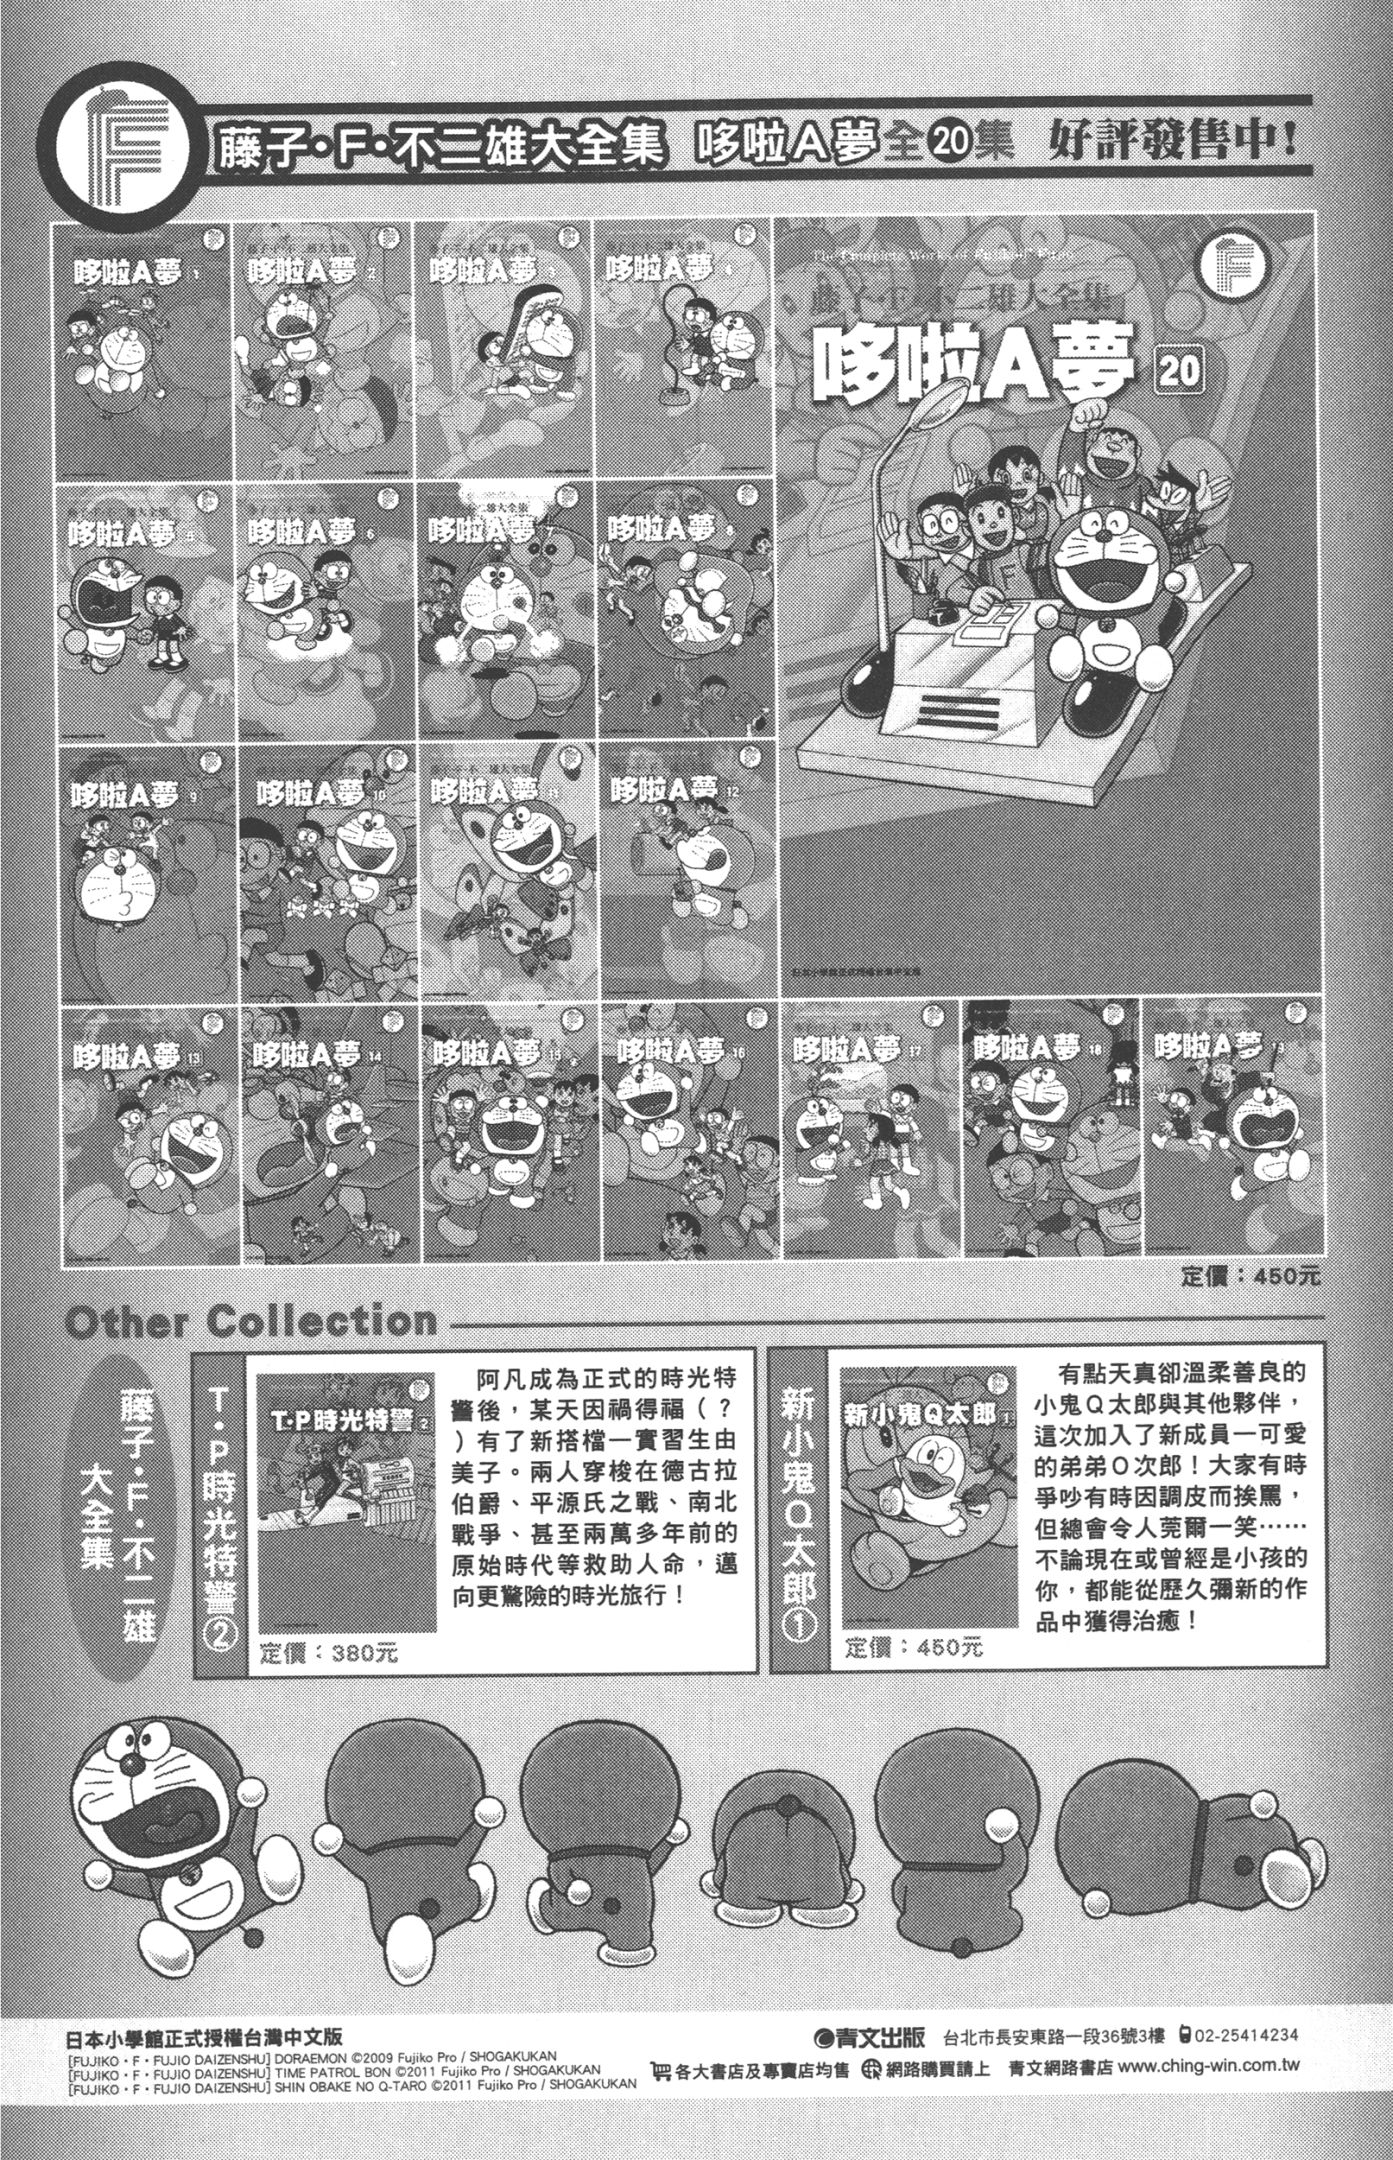 藤子・F・不二雄大全集 哆啦A夢全20集 好評發售中！
哆啦A夢 1
哆啦A夢 2
哆啦A夢 3
哆啦A夢 4
The Complete Works of
藤子・F・不二雄大全集
哆啦A夢 20
日本小學館正式授權台灣中文版
哆啦A夢 5
哆啦A夢 6
哆啦A夢 7
哆啦A夢 8
哆啦A夢 9
哆啦A夢 10
哆啦A夢 11
哆啦A夢 12
哆啦A夢 13
哆啦A夢 14
哆啦A夢 15
哆啦A夢 16
哆啦A夢 17
哆啦A夢 18
哆啦A夢 19
定價：450元
Other Collection
藤子・F・不二雄
大全集
T・P時光特警②
T・P時光特警 2
定價：380元
阿凡成為正式的時光特
警後，某天因禍得福（？
）有了新搭檔—實習生由
美子。兩人穿梭在德古拉
伯爵、平源氏之戰、南北
戰爭、甚至兩萬多年前的
原始時代等救助人命，邁
向更驚險的時光旅行！
新小鬼Q太郎①
新小鬼Q太郎 1
定價：450元
有點天真卻溫柔善良的
小鬼Q太郎與其他夥伴，
這次加入了新成員—可愛
的弟弟O次郎！大家有時
爭吵有時因調皮而挨罵，
但總會令人莞爾一笑……
不論現在或曾經是小孩的
你，都能從歷久彌新的作
品中獲得治癒！
日本小學館正式授權台灣中文版
[FUJIKO・F・FUJIO DAIZENSHU] DORAEMON ©2009 Fujiko Pro / SHOGAKUKAN
[FUJIKO・F・FUJIO DAIZENSHU] TIME PATROL BON ©2011 Fujiko Pro / SHOGAKUKAN
[FUJIKO・F・FUJIO DAIZENSHU] SHIN OBAKE NO Q-TARO ©2011 Fujiko Pro / SHOGAKUKAN
青文出版 台北市長安東路一段36號3樓 02-25414234
各大書店及專賣店均售 網路購買請上 青文網路書店 www.ching-win.com.tw